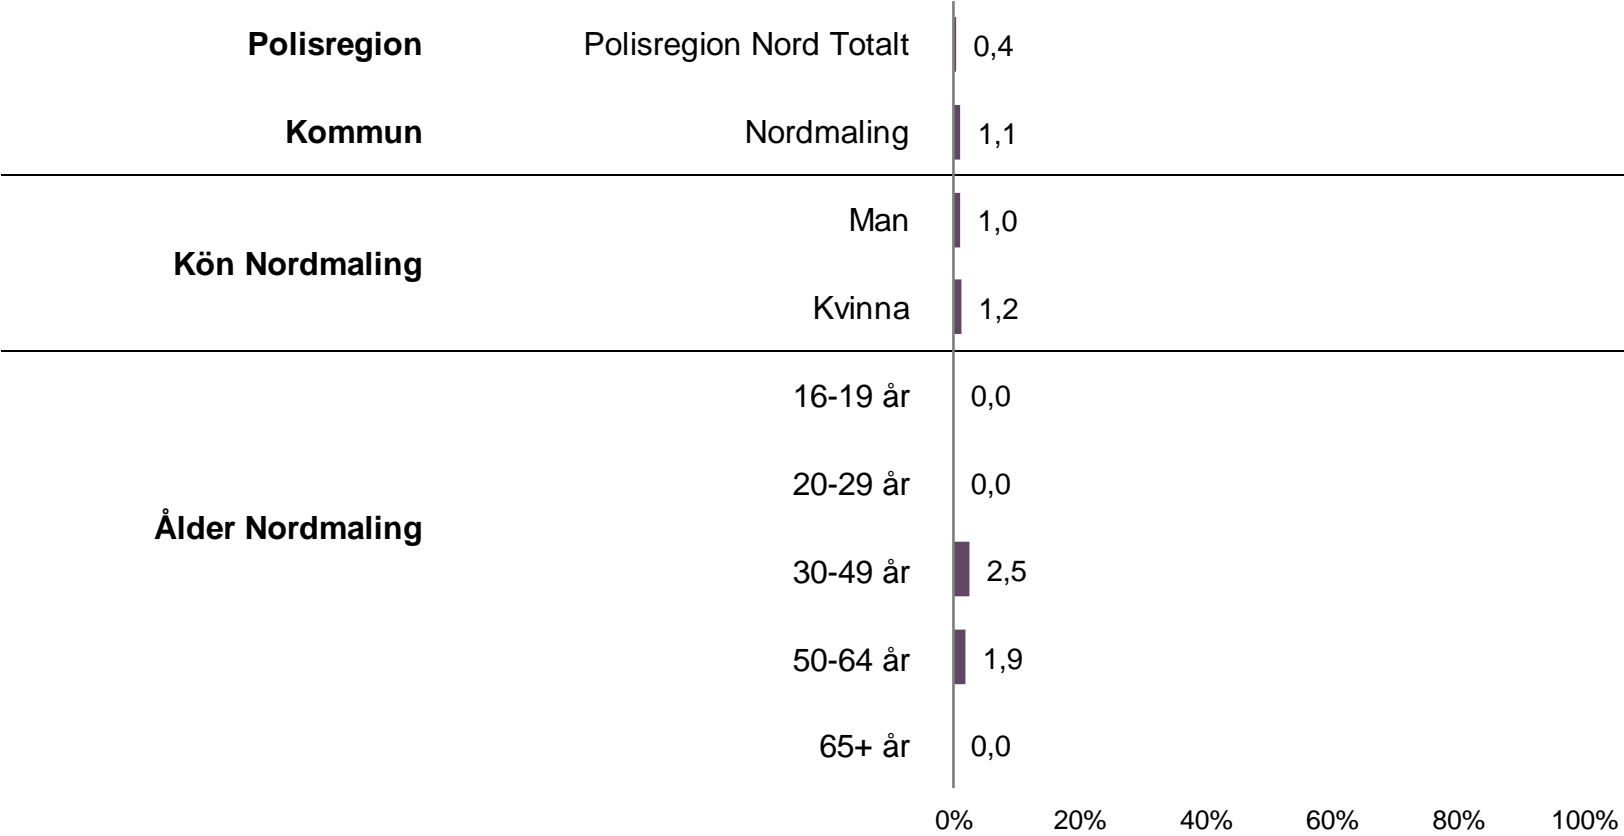 Polisregion Polisregion Nord Totalt 0,4
Kommun Nordmaling 1,1
Man 1,0
Kön Nordmaling
Kvinna 1,2
16-19 år 0,0
20-29 år 0,0
Ålder Nordmaling
30-49 år 2,5
50-64 år 1,9
65+ år 0,0
0% 20% 40% 60% 80% 100%